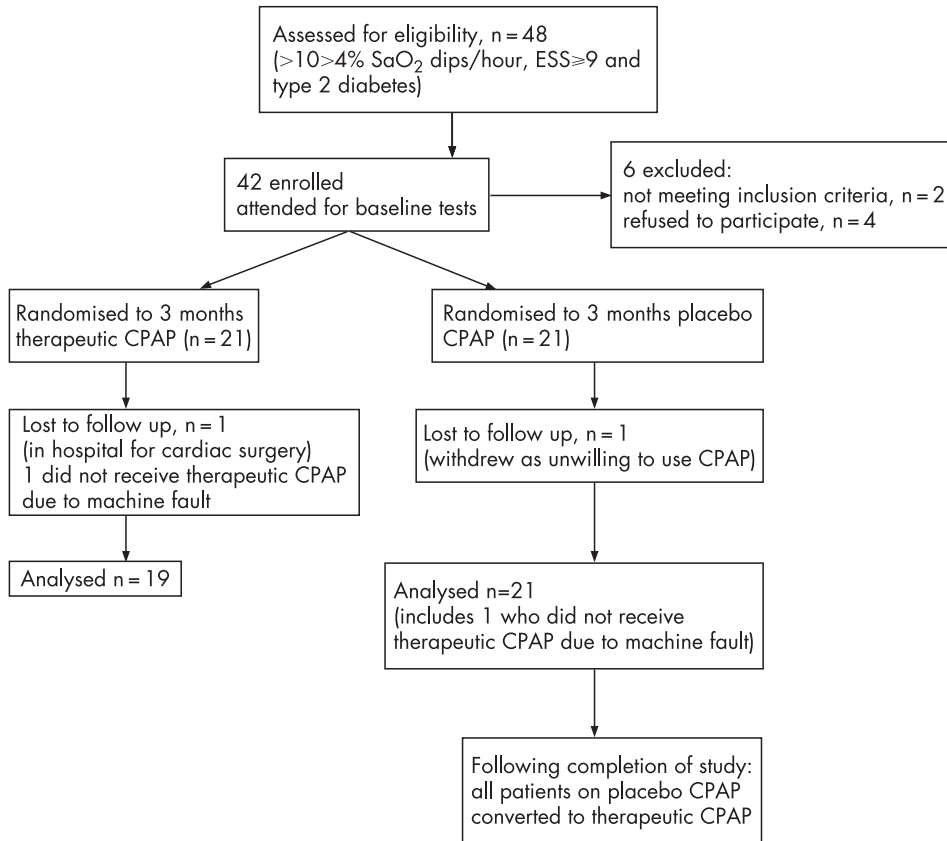 Assessed for eligibility, n = 48
(>10>4% SaO₂ dips/hour, ESS⩾9 and
type 2 diabetes)
42 enrolled
attended for baseline tests
6 excluded:
not meeting inclusion criteria, n = 2
refused to participate, n = 4
Randomised to 3 months
therapeutic CPAP (n = 21)
Randomised to 3 months placebo
CPAP (n = 21)
Lost to follow up, n = 1
(in hospital for cardiac surgery)
1 did not receive therapeutic CPAP
due to machine fault
Lost to follow up, n = 1
(withdrew as unwilling to use CPAP)
Analysed n = 19
Analysed n=21
(includes 1 who did not receive
therapeutic CPAP due to machine fault)
Following completion of study:
all patients on placebo CPAP
converted to therapeutic CPAP